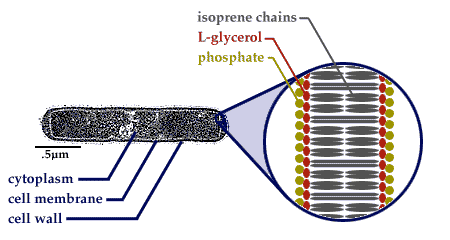 isoprene chains
L-glycerol
phosphate
.5µm
cytoplasm
cell membrane
cell wall